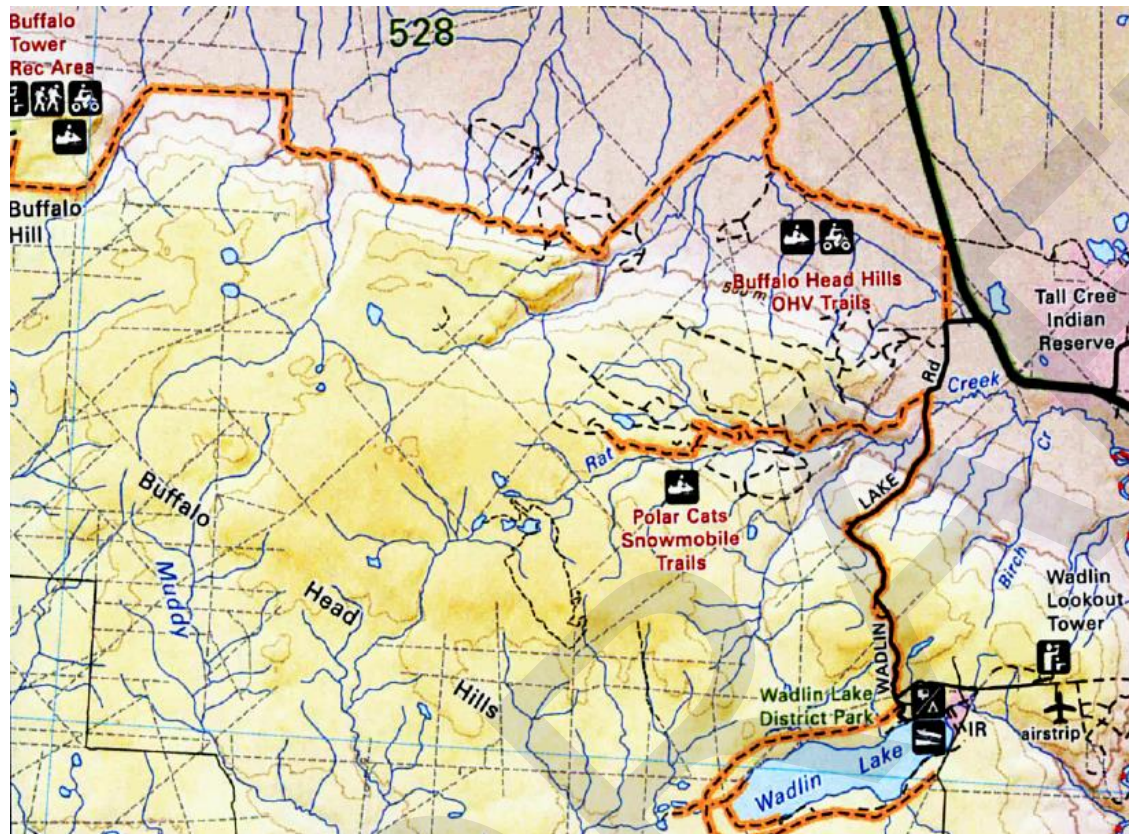 Buffalo
Tower
Rec Area
528
Buffalo
Hill
500 m
Buffalo Head Hills
OHV Trails
Tall Cree
Indian
Reserve
Rd
Creek
Rat
Cr
Birch
LAKE
WADLIN
Polar Cats
Snowmobile
Trails
Buffalo
Head
Hills
Muddy
Wadlin
Lookout
Tower
Wadlin Lake
District Park
IR
airstrip
Wadlin Lake